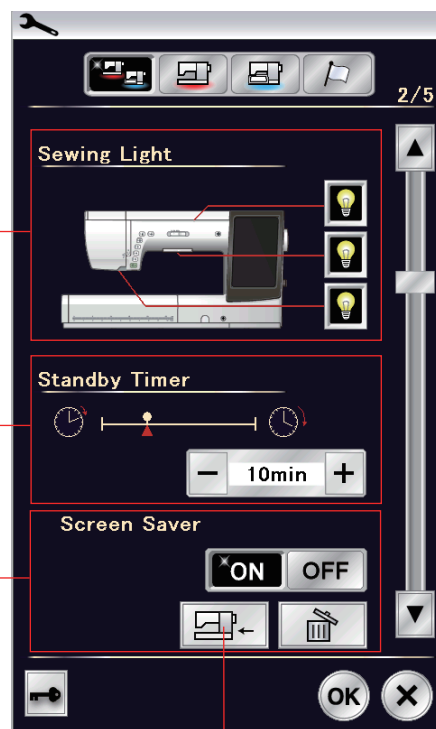 2/5
Sewing Light
Standby Timer
− 10min +
Screen Saver
ON OFF
OK